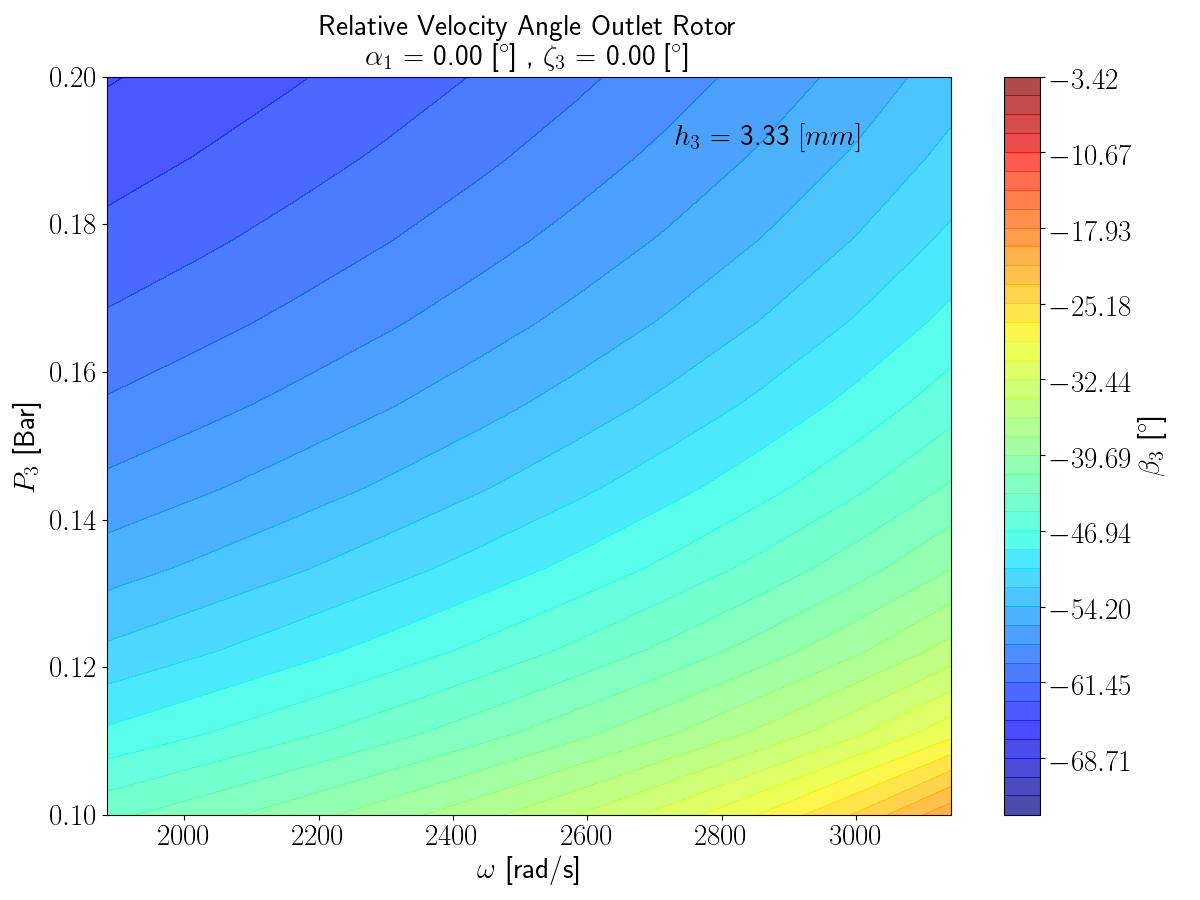 Relative Velocity Angle Outlet Rotor
α₁ = 0.00 [°] , ζ₃ = 0.00 [°]
h₃ = 3.33 [mm]
0.20
0.18
0.16
0.14
0.12
0.10
P₃ [Bar]
2000 2200 2400 2600 2800 3000
ω [rad/s]
−3.42
−10.67
−17.93
−25.18
−32.44
−39.69
−46.94
−54.20
−61.45
−68.71
β₃ [°]